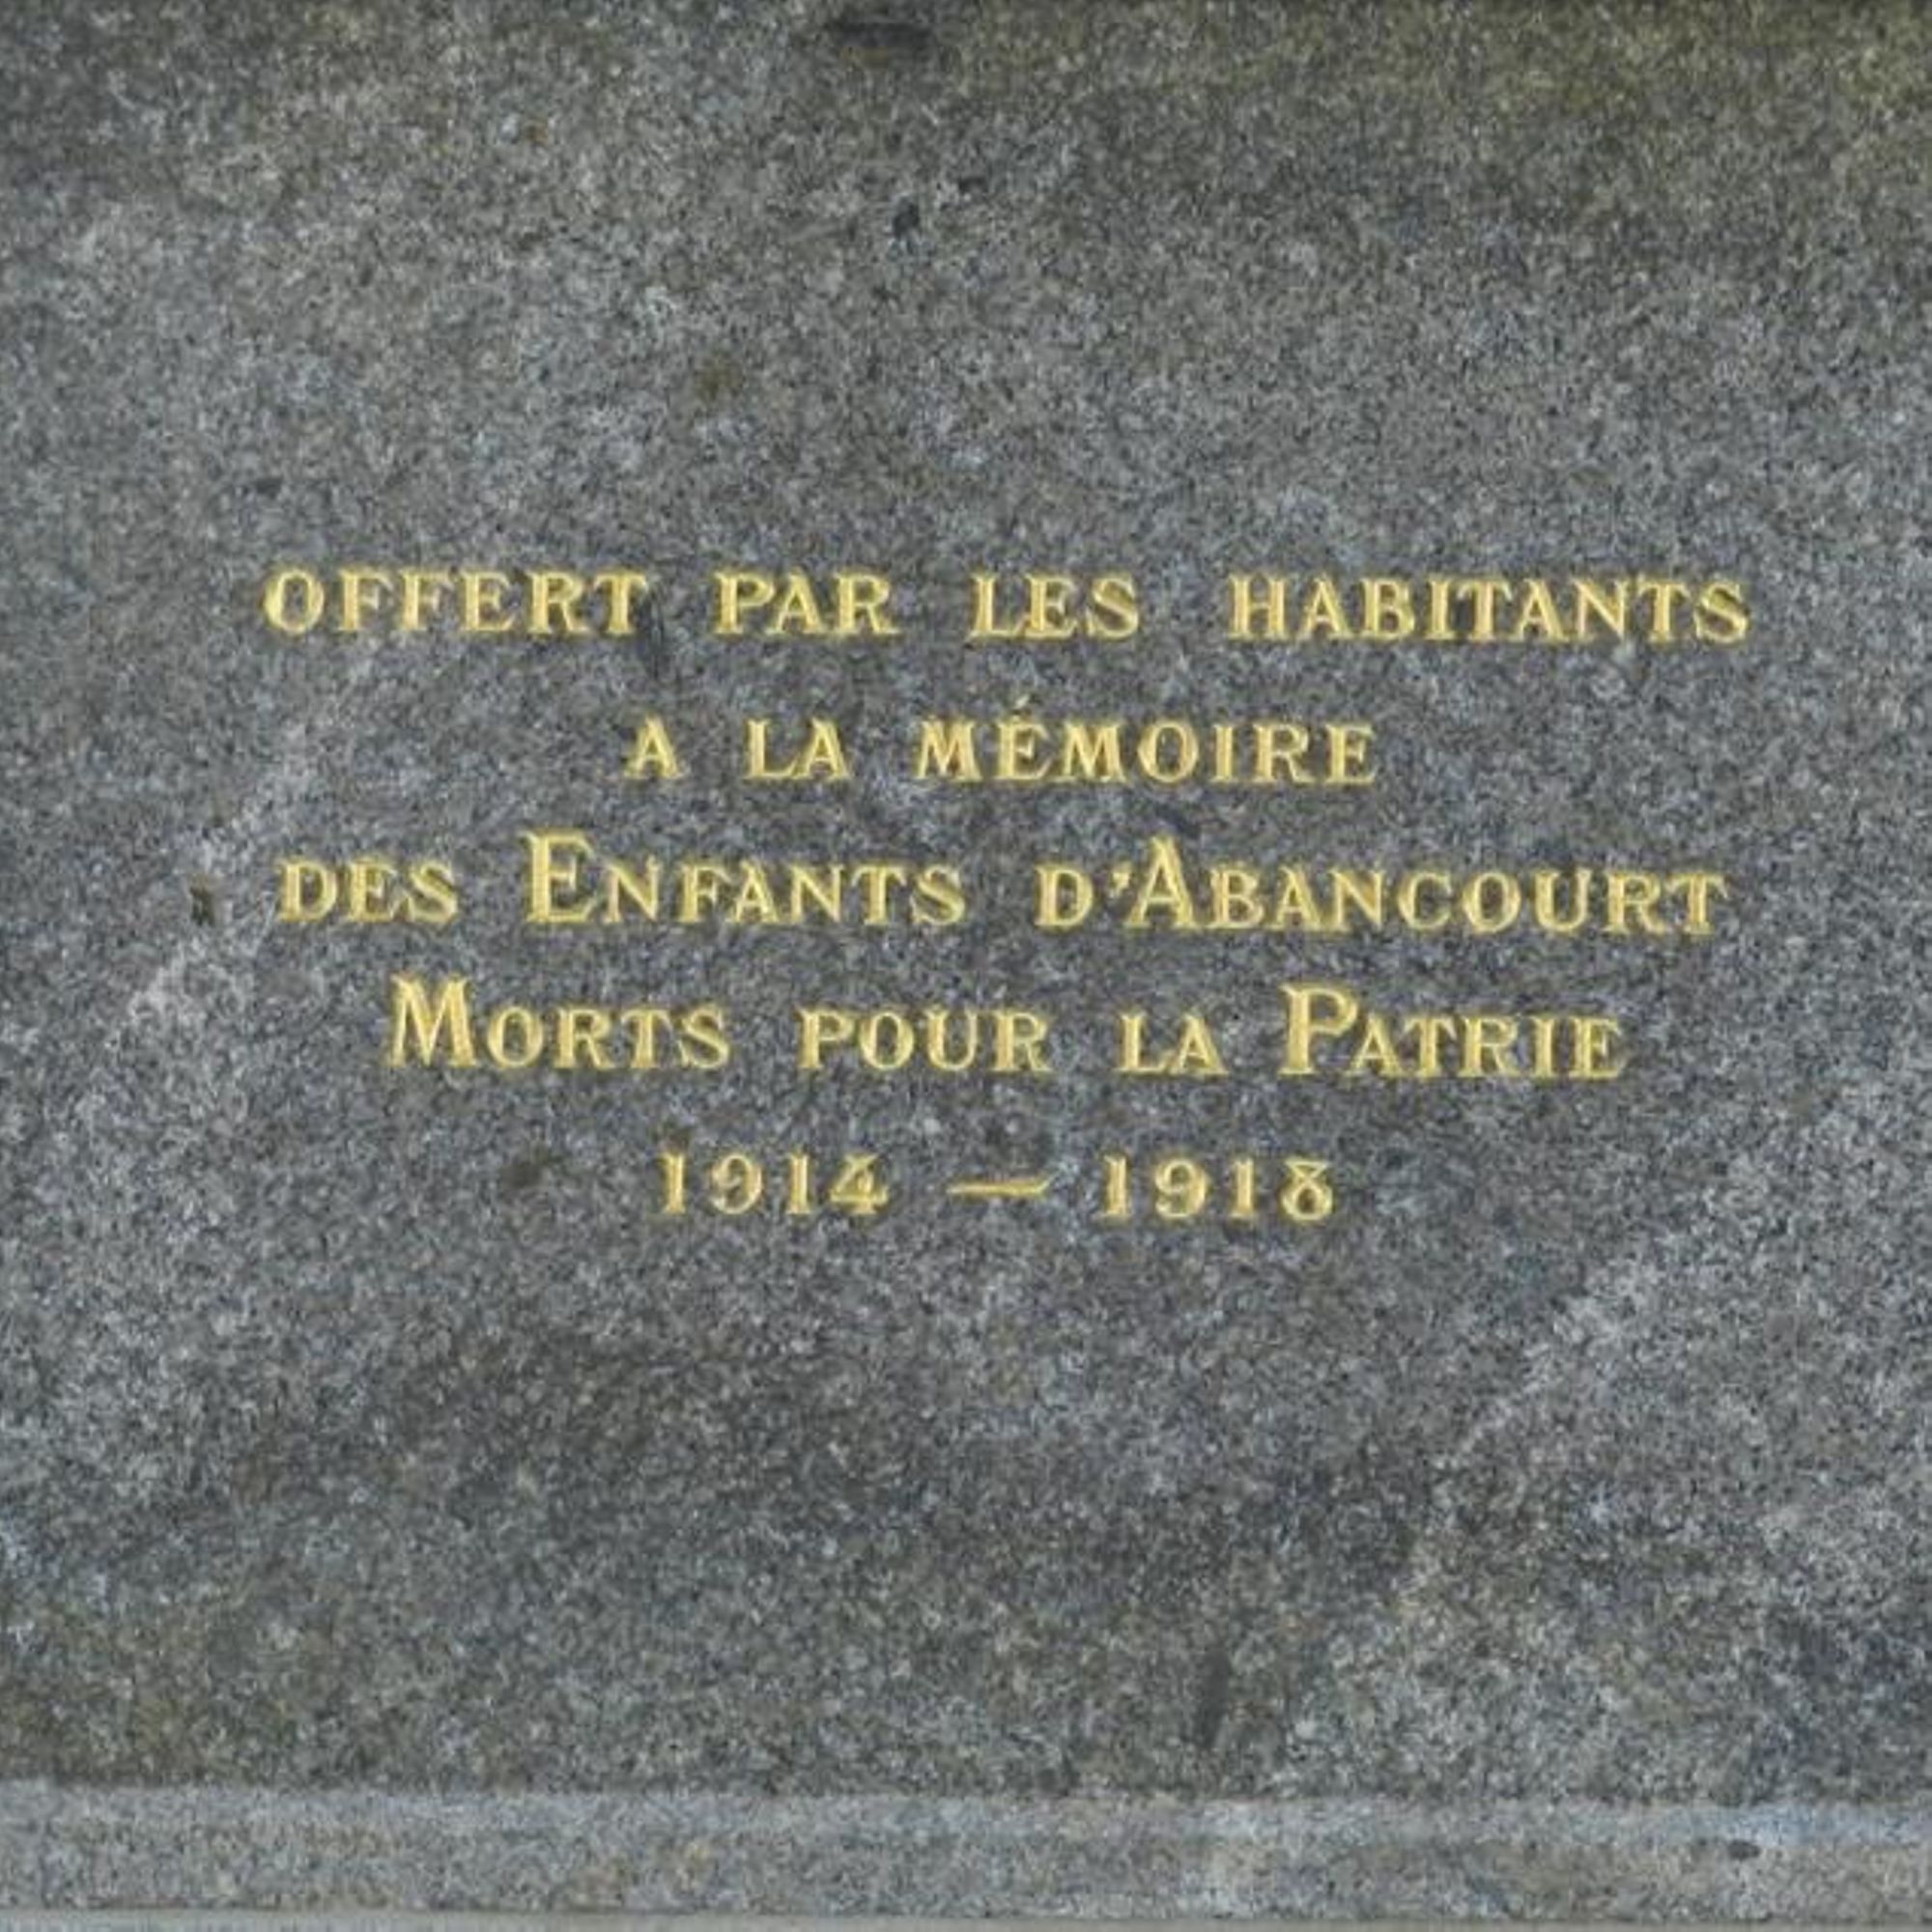 OFFERT PAR LES HABITANTS
A LA MÉMOIRE
DES ENFANTS D'ABANCOURT
MORTS POUR LA PATRIE
1914 — 1918